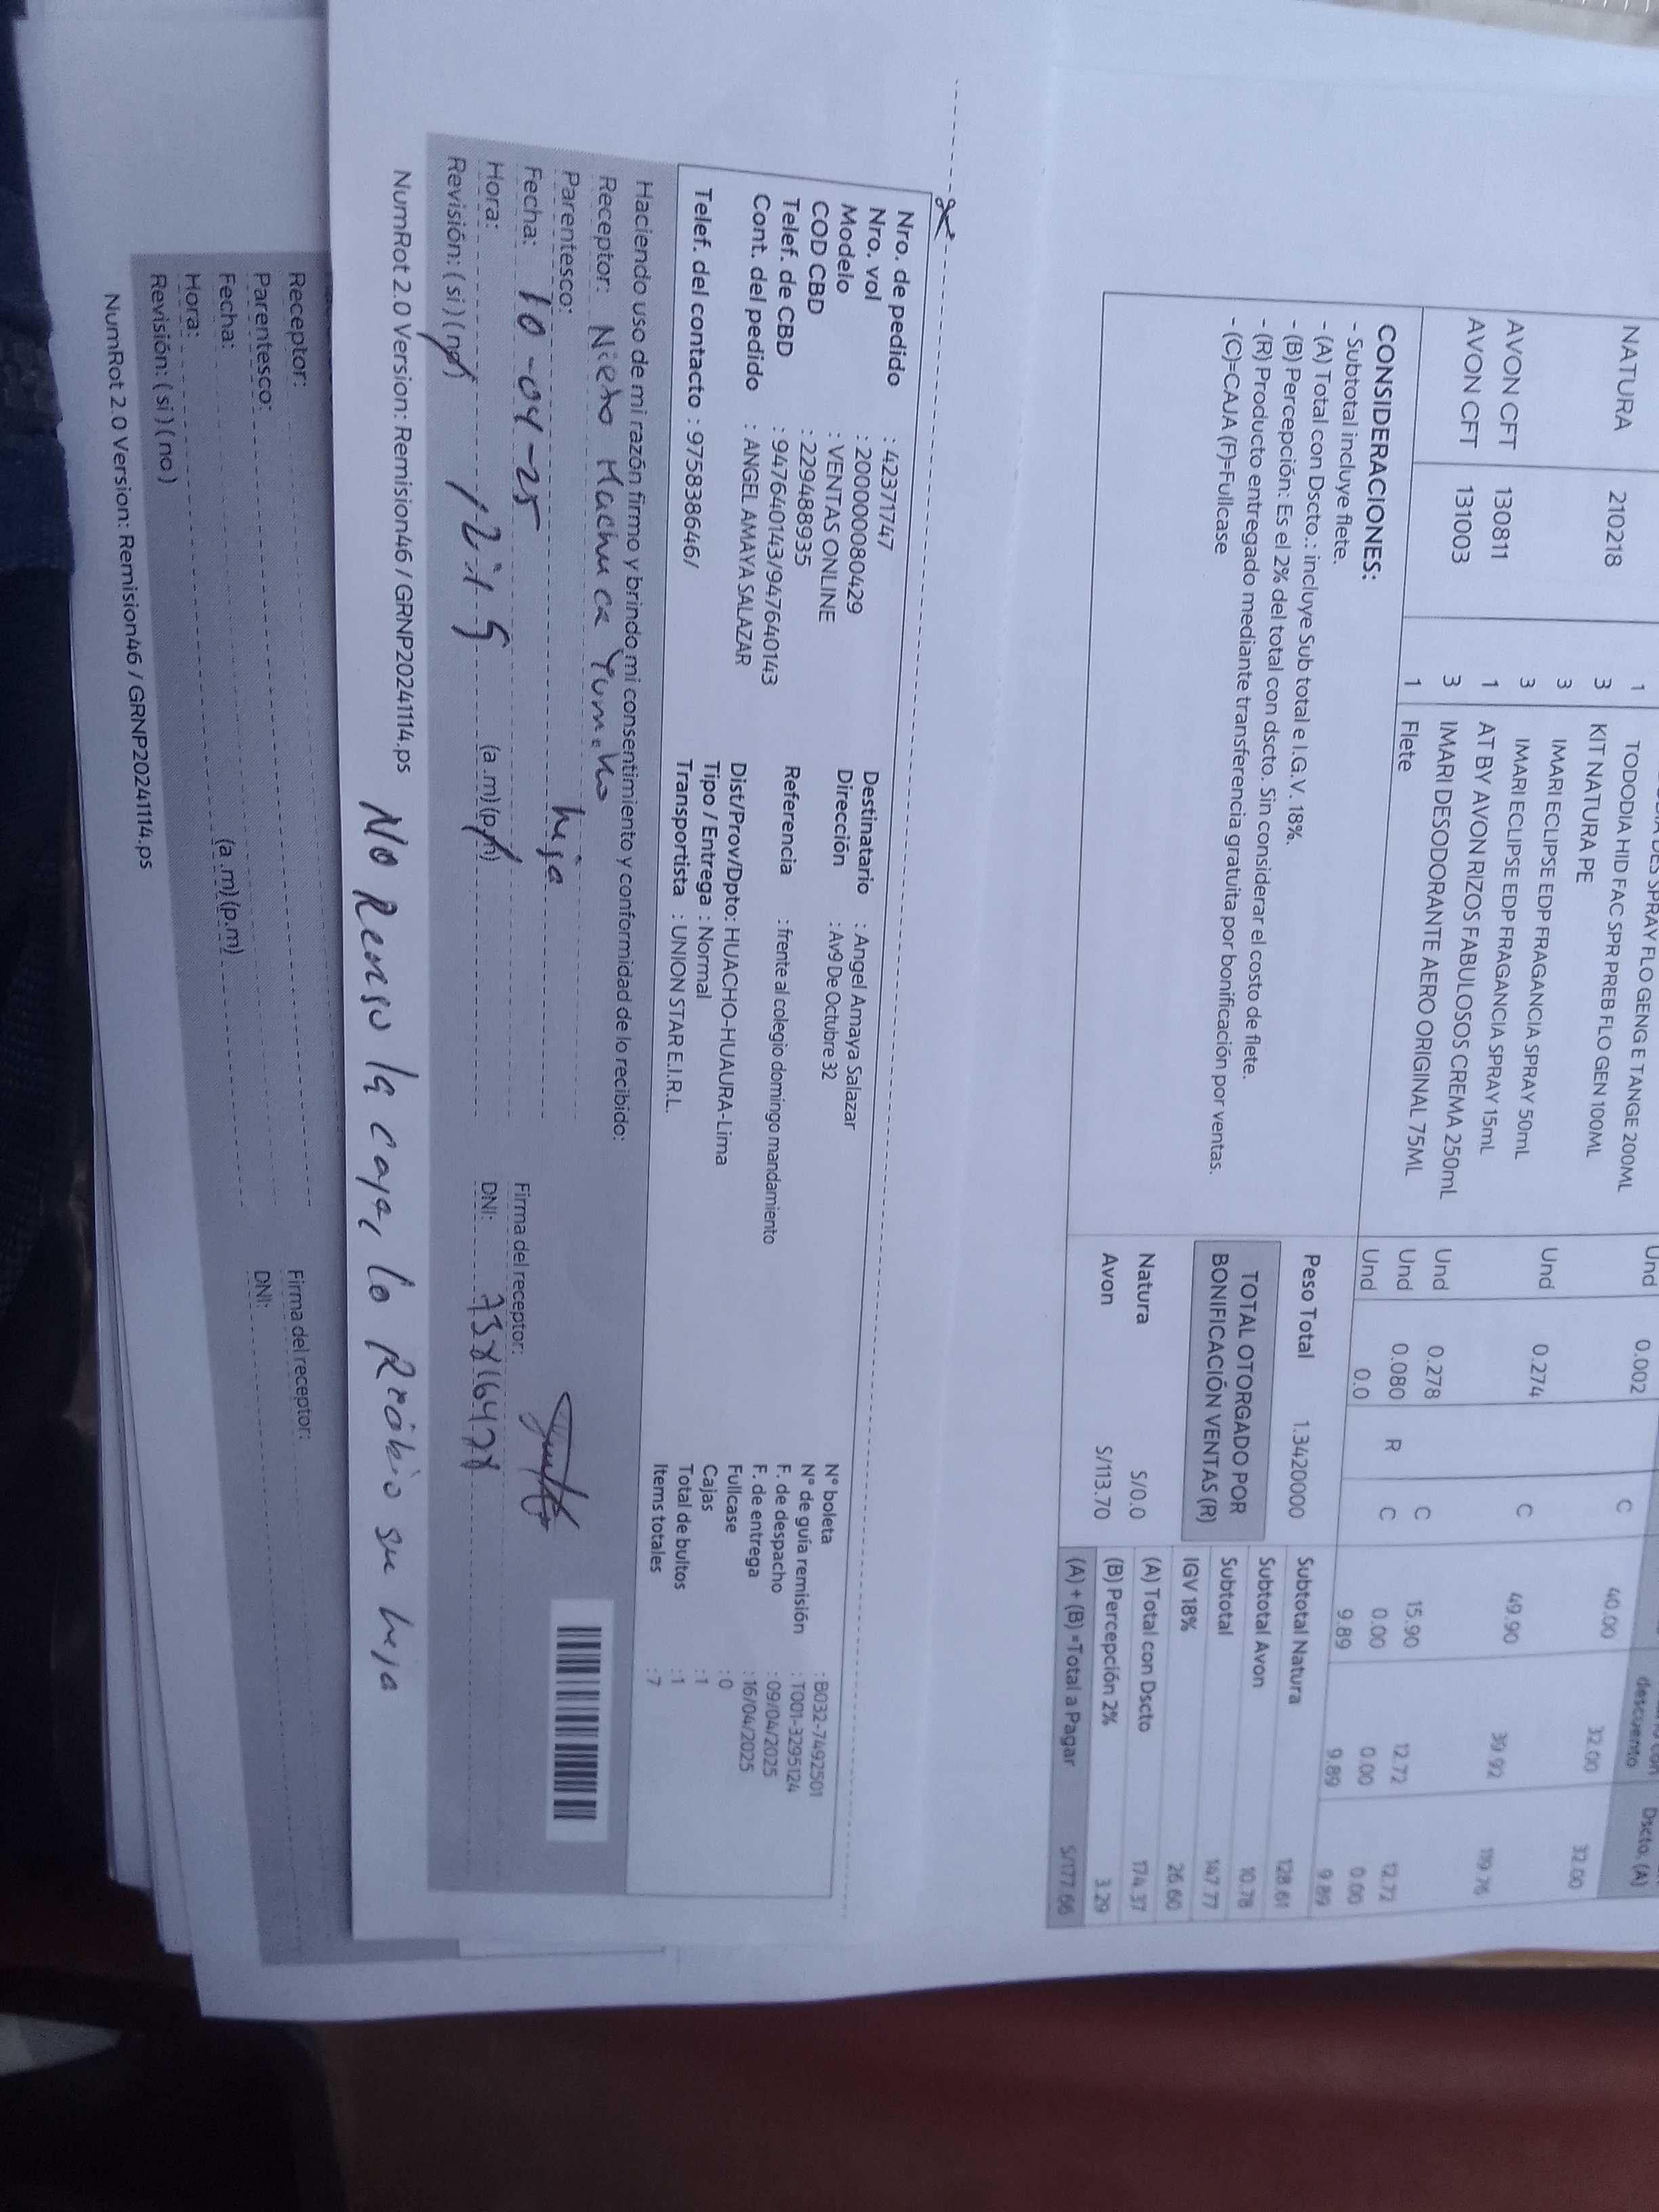 descuento
Dscto. (A)
TODODIA HID FAC SPR PREB FLO GEN 100ML
NATURA 210218 1 KIT NATURA PE Und 0.002 C 40.00 32.00 32.00
3 IMARI ECLIPSE EDP FRAGANCIA SPRAY 50mL
3 IMARI ECLIPSE EDP FRAGANCIA SPRAY 15mL Und 0.274 C 49.90 39.92 119.76
AVON CFT 130811 3 AT BY AVON RIZOS FABULOSOS CREMA 250mL Und 0.278 C 15.90 12.72 12.72
AVON CFT 131003 1 IMARI DESODORANTE AERO ORIGINAL 75ML Und 0.080 R C 0.00 0.00 0.00
3
1 Flete Und 0.0 9.89 9.89 9.89
CONSIDERACIONES:
- Subtotal incluye flete.
- (A) Total con Dscto.: incluye Sub total e I.G.V. 18%.
- (B) Percepción: Es el 2% del total con dscto. Sin considerar el costo de flete.
- (R) Producto entregado mediante transferencia gratuita por bonificación por ventas.
- (C)=CAJA (F)=Fullcase
Peso Total 1.3420000
TOTAL OTORGADO POR
BONIFICACIÓN VENTAS (R)
Natura S/0.0
Avon S/113.70
Subtotal Natura 128.61
Subtotal Avon 10.78
Subtotal 147.77
IGV 18% 26.60
(A) Total con Dscto 174.37
(B) Percepción 2% 3.29
(A) + (B) =Total a Pagar S/177.66
Nro. de pedido : 42371747
Nro. vol : 2000000080429
Modelo : VENTAS ONLINE
COD CBD : 229488935
Telef. de CBD : 947640143/947640143
Cont. del pedido : ANGEL AMAYA SALAZAR
Telef. del contacto : 975838646/
Destinatario : Angel Amaya Salazar
Dirección : Av9 De Octubre 32
Referencia : frente al colegio domingo mandamiento
Dist/Prov/Dpto: HUACHO-HUAURA-Lima
Tipo / Entrega : Normal
Transportista : UNION STAR E.I.R.L.
N° boleta : B032-7492501
N° de guía remisión : T001-3295124
F. de despacho : 09/04/2025
F. de entrega : 16/04/2025
Fullcase : 0
Cajas : 1
Total de bultos : 1
Items totales : 7
Haciendo uso de mi razón firmo y brindo mi consentimiento y conformidad de lo recibido:
Receptor: Nieto Machuca
Parentesco: hija
Fecha: 10-04-25
Hora: 12:15 (a.m)(p.m)
Revisión: ( si ) ( no )
Firma del receptor:
DNI:
NumRot 2.0 Version: Remision46 / GRNP20241114.ps
No Reviso la caja, lo Recibio su hija
Receptor:
Parentesco:
Fecha:
Hora: (a.m)(p.m)
Revisión: ( si ) ( no )
Firma del receptor:
DNI:
NumRot 2.0 Version: Remision46 / GRNP20241114.ps